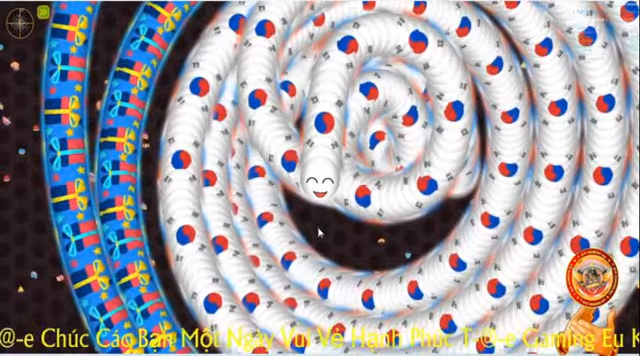 @-e Chúc Các Bạn Một Ngày Vui Vẻ Hạnh Phúc T @-e Gaming Eu K